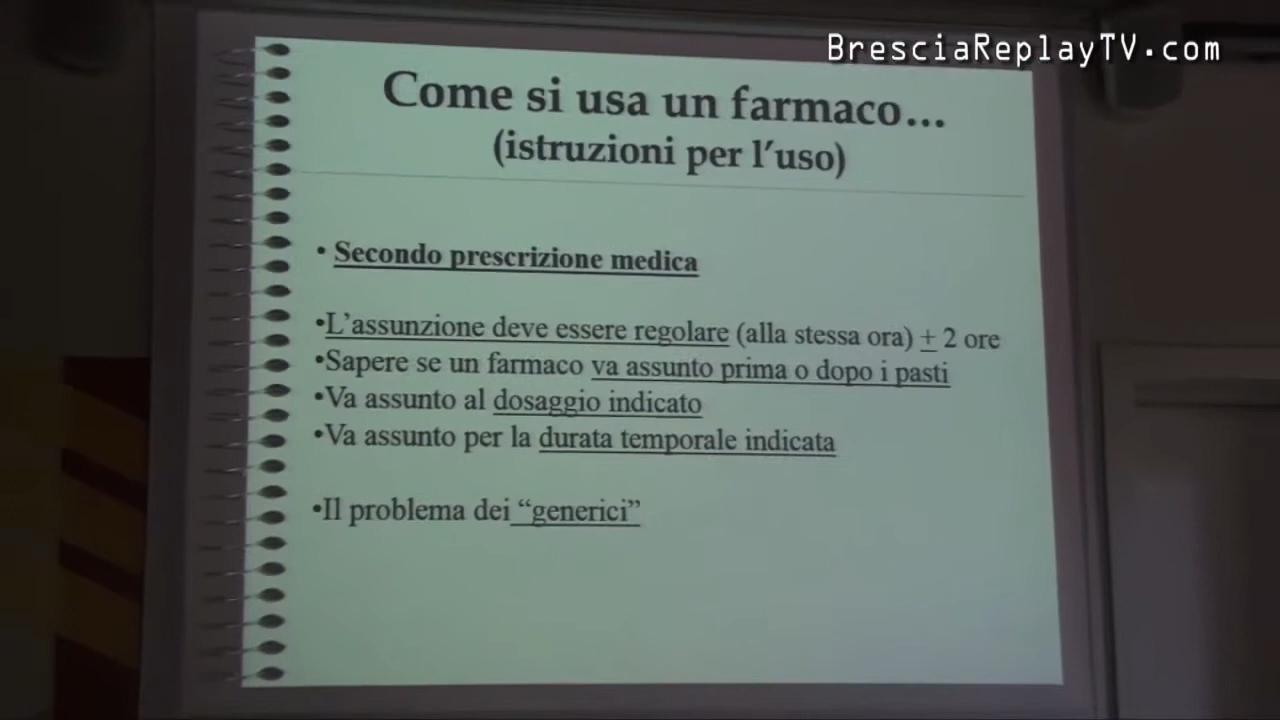 BresciaReplayTV.com
Come si usa un farmaco...
(istruzioni per l'uso)
• Secondo prescrizione medica
•L'assunzione deve essere regolare (alla stessa ora) ± 2 ore
•Sapere se un farmaco va assunto prima o dopo i pasti
•Va assunto al dosaggio indicato
•Va assunto per la durata temporale indicata
•Il problema dei “generici”